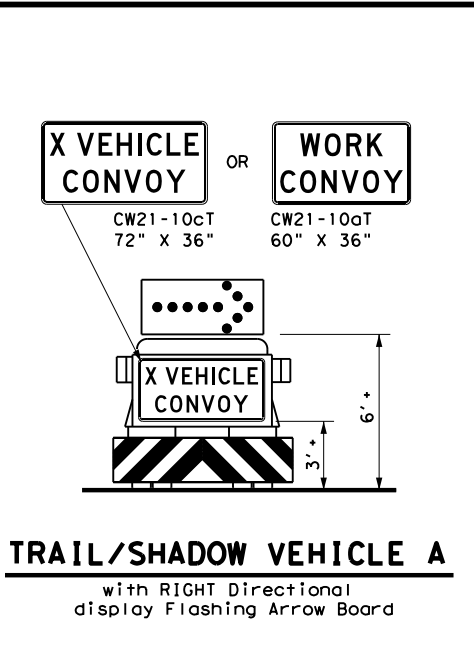 X VEHICLE
CONVOY
OR
WORK
CONVOY
CW21-10cT
72" X 36"
CW21-10aT
60" X 36"
X VEHICLE
CONVOY
6' +
3' +
TRAIL/SHADOW VEHICLE A
with RIGHT Directional
display Flashing Arrow Board